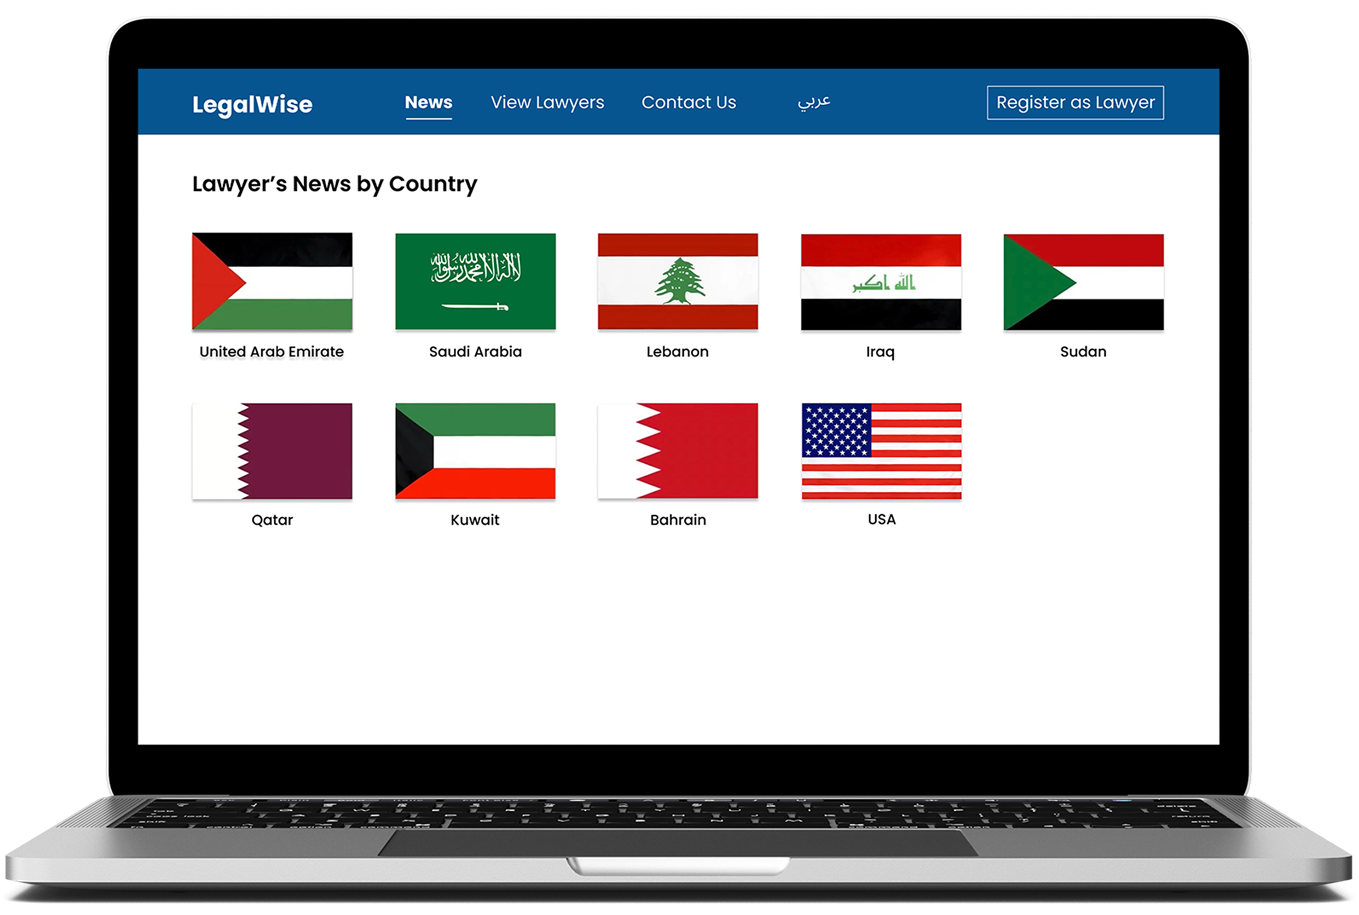 LegalWise
News
View Lawyers
Contact Us
عربي
Register as Lawyer
Lawyer’s News by Country
لا إله إلا الله محمد رسول الله
الله اكبر
United Arab Emirate
Saudi Arabia
Lebanon
Iraq
Sudan
Qatar
Kuwait
Bahrain
USA